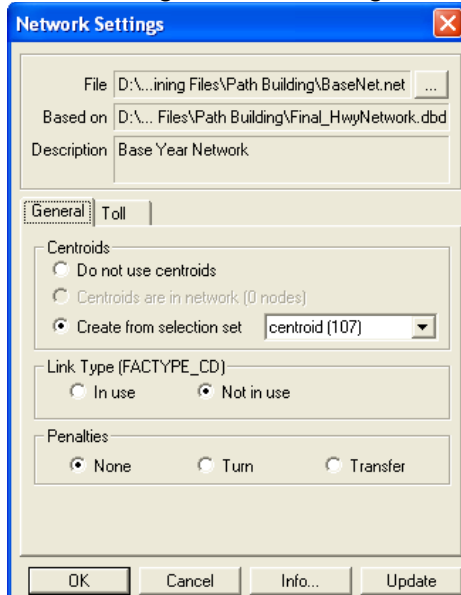 Network Settings
File D:\...ining Files\Path Building\BaseNet.net ...
Based on D:\... Files\Path Building\Final_HwyNetwork.dbd
Description Base Year Network
General Toll
Centroids
Do not use centroids
Centroids are in network (0 nodes)
Create from selection set centroid (107)
Link Type (FACTYPE_CD)
In use Not in use
Penalties
None Turn Transfer
OK Cancel Info... Update